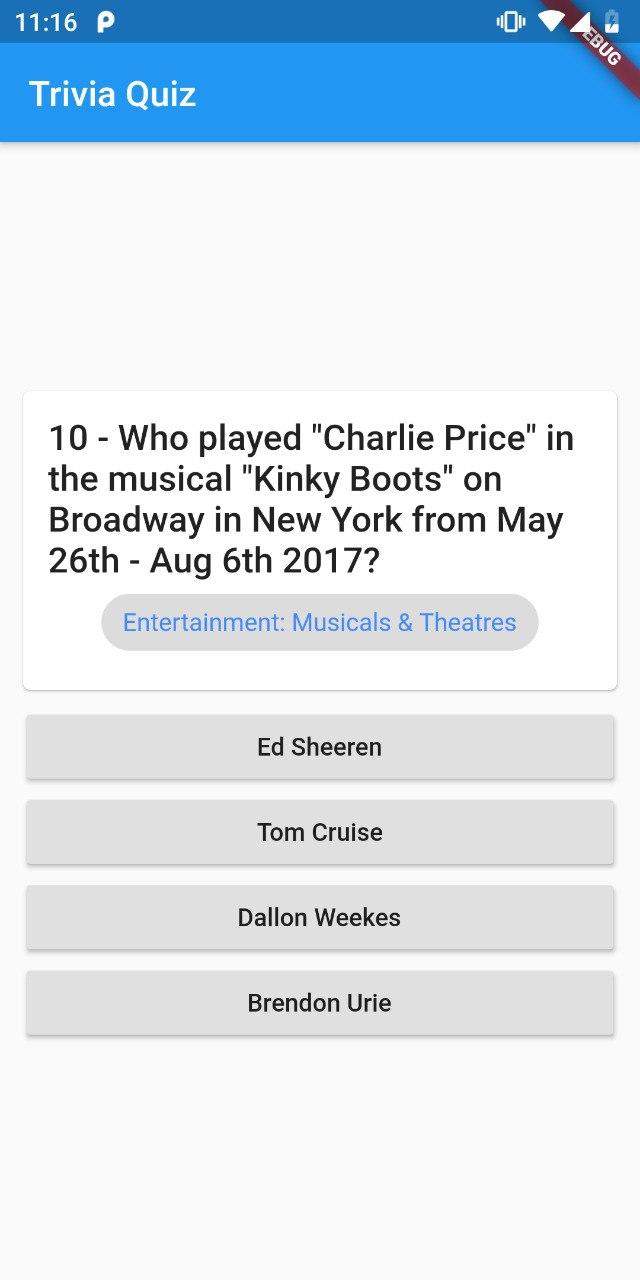 11:16
EBUG
Trivia Quiz
10 - Who played "Charlie Price" in
the musical "Kinky Boots" on
Broadway in New York from May
26th - Aug 6th 2017?
Entertainment: Musicals & Theatres
Ed Sheeren
Tom Cruise
Dallon Weekes
Brendon Urie